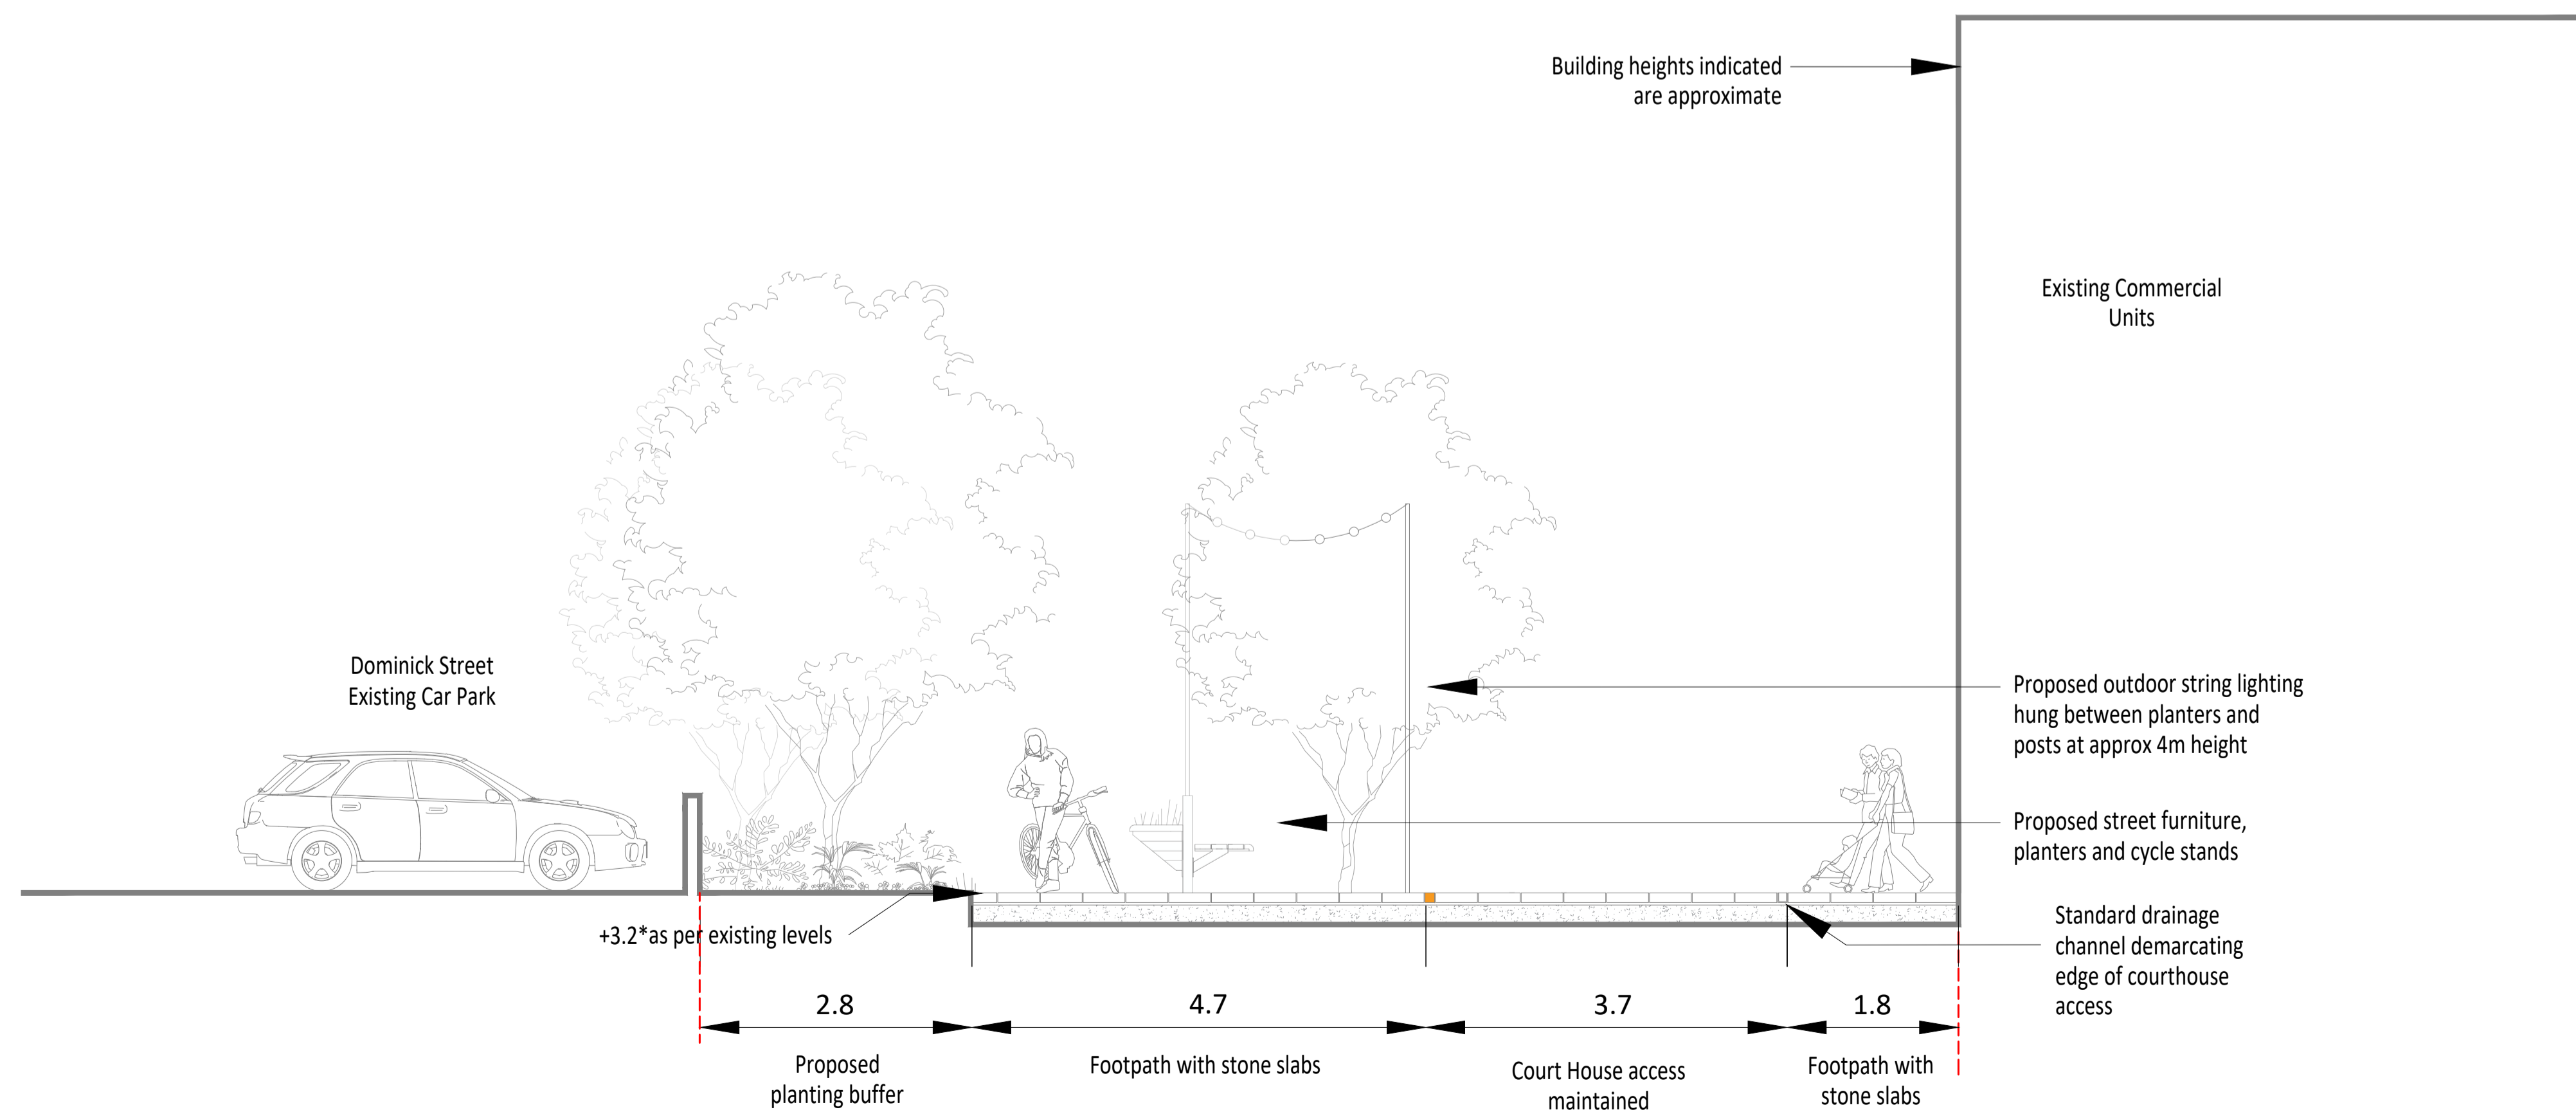 Building heights indicated
are approximate
Existing Commercial
Units
Dominick Street
Existing Car Park
Proposed outdoor string lighting
hung between planters and
posts at approx 4m height
Proposed street furniture,
planters and cycle stands
+3.2*as per existing levels
Standard drainage
channel demarcating
edge of courthouse
access
2.8
4.7
3.7
1.8
Proposed
planting buffer
Footpath with stone slabs
Court House access
maintained
Footpath with
stone slabs